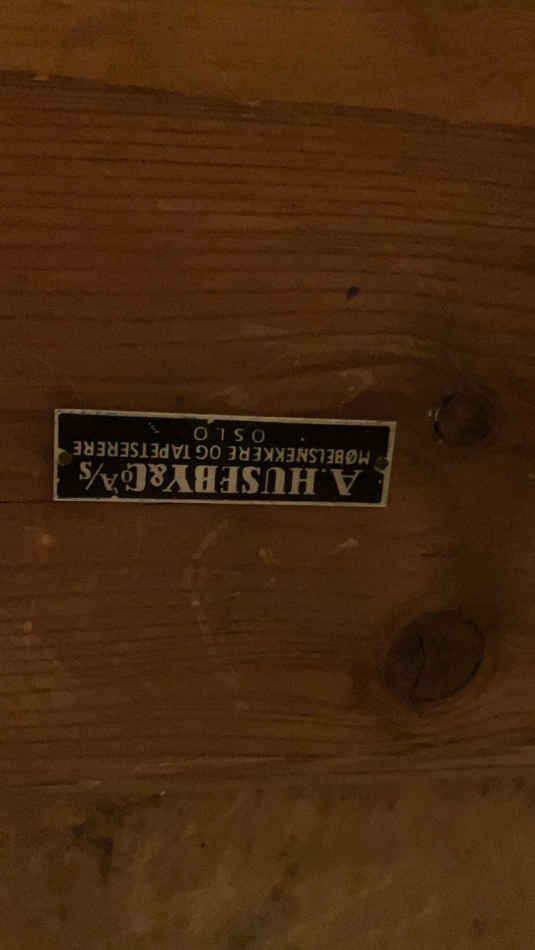 A. HUSEBY & Co A/S
MØBELSNEKKERE OG TAPETSERERE
OSLO